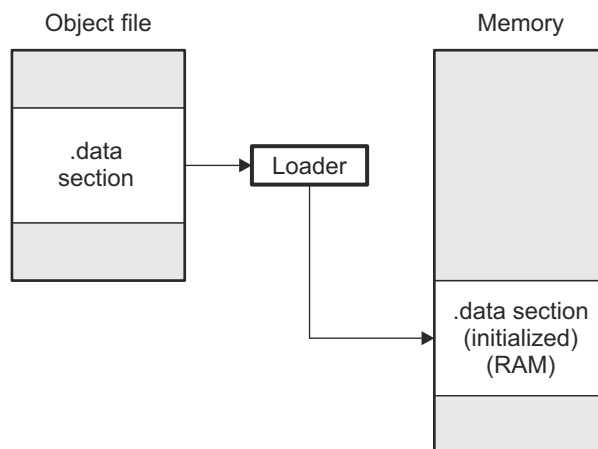 Object file
Memory
.data
section
Loader
.data section
(initialized)
(RAM)